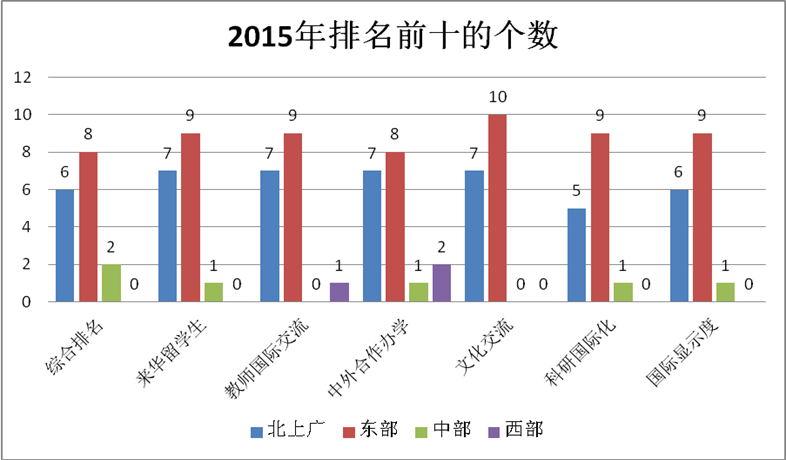 2015年排名前十的个数
12
10
8
6
4
2
0
6 8 2 0
7 9 1 0
7 9 0 1
7 8 1 2
7 10 0 0
5 9 1 0
6 9 1 0
综合排名
来华留学生
教师国际交流
中外合作办学
文化交流
科研国际化
国际显示度
北上广 东部 中部 西部